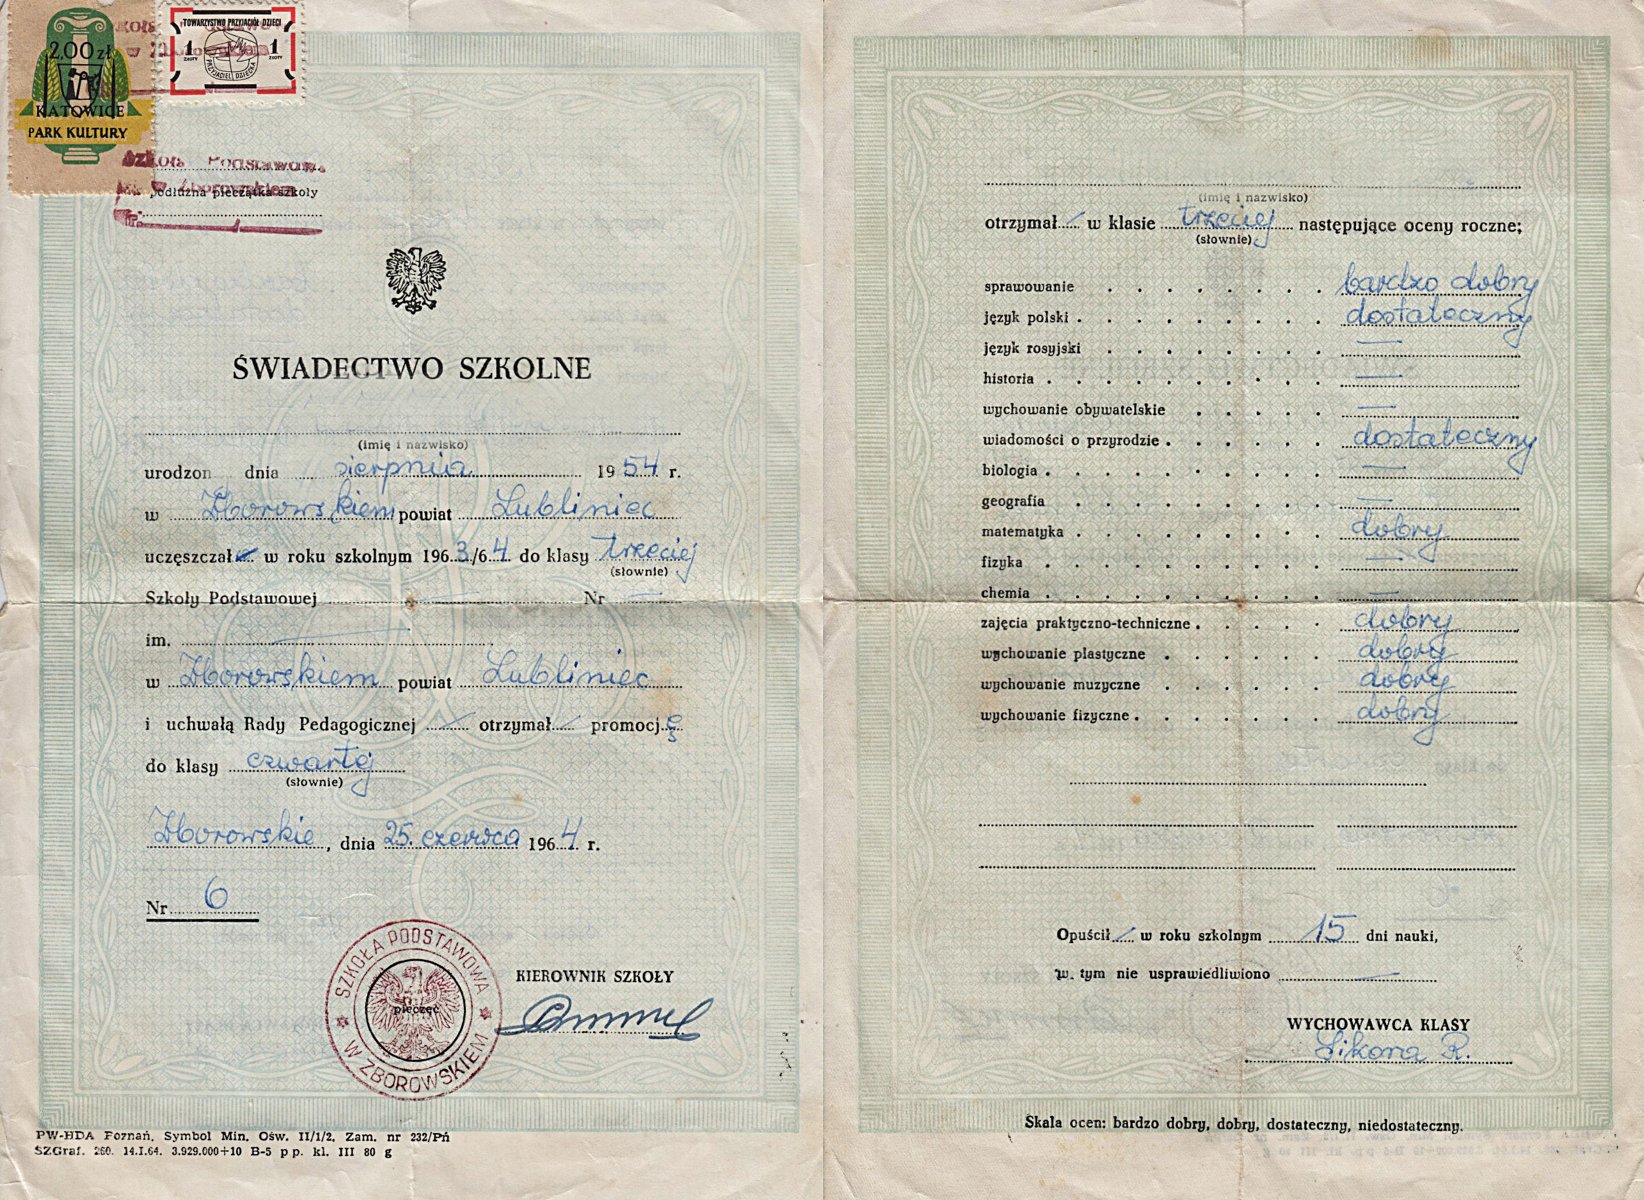 2,00 zł
KATOWICE
PARK KULTURY
TOWARZYSTWO PRZYJACIÓŁ DZIECI
1 ZŁOTY
1 ZŁOTY
PRZYJACIEL DZIECKA
Szkoła Podstawowa
w Zborowskiem
podłużna pieczątka szkoły
ŚWIADECTWO SZKOLNE
(imię i nazwisko)
urodzon dnia sierpnia 1954 r.
w Zborowskiem powiat Lubliniec
uczęszczał w roku szkolnym 1963/64 do klasy trzeciej
(słownie)
Szkoły Podstawowej — Nr —
im. —
w Zborowskiem powiat Lubliniec
i uchwałą Rady Pedagogicznej otrzymał promocję
do klasy czwartej
(słownie)
Zborowskie, dnia 25. czerwca 1964 r.
Nr 6
KIEROWNIK SZKOŁY
SZKOŁA PODSTAWOWA
W ZBOROWSKIEM
pieczęć
PW-HDA Poznań, Symbol Min. Ośw. II/1/2, Zam. nr 232/Pń
SZGraf. 260. 14.I.64. 3.929.000+10 B-5 pp. kl. III 80 g
(imię i nazwisko)
otrzymał w klasie trzeciej następujące oceny roczne;
(słownie)
sprawowanie bardzo dobry
język polski dostateczny
język rosyjski —
historia —
wychowanie obywatelskie —
wiadomości o przyrodzie dostateczny
biologia —
geografia —
matematyka dobry
fizyka —
chemia —
zajęcia praktyczno-techniczne dobry
wychowanie plastyczne dobry
wychowanie muzyczne dobry
wychowanie fizyczne dobry
Opuścił w roku szkolnym 15 dni nauki,
w tym nie usprawiedliwiono —
WYCHOWAWCA KLASY
Sikora R.
Skala ocen: bardzo dobry, dobry, dostateczny, niedostateczny.